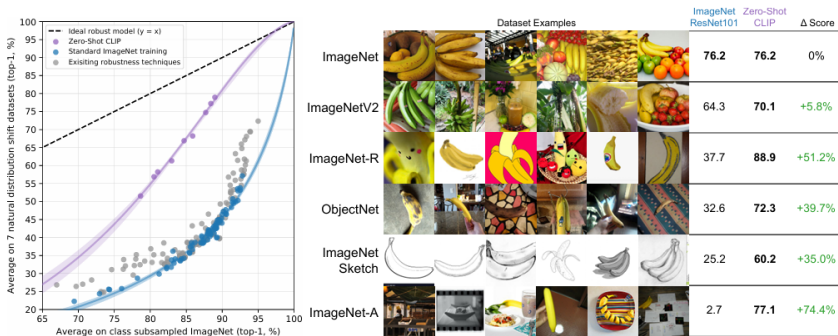 Ideal robust model (y = x)
Zero-Shot CLIP
Standard ImageNet training
Exisiting robustness techniques
Average on 7 natural distribution shift datasets (top-1, %)
100
95
90
85
80
75
70
65
60
55
50
45
40
35
30
25
20
65 70 75 80 85 90 95 100
Average on class subsampled ImageNet (top-1, %)
Dataset Examples
ImageNet
ResNet101
Zero-Shot
CLIP
Δ Score
ImageNet 76.2 76.2 0%
ImageNetV2 64.3 70.1 +5.8%
ImageNet-R 37.7 88.9 +51.2%
ObjectNet 32.6 72.3 +39.7%
ImageNet
Sketch 25.2 60.2 +35.0%
ImageNet-A 2.7 77.1 +74.4%